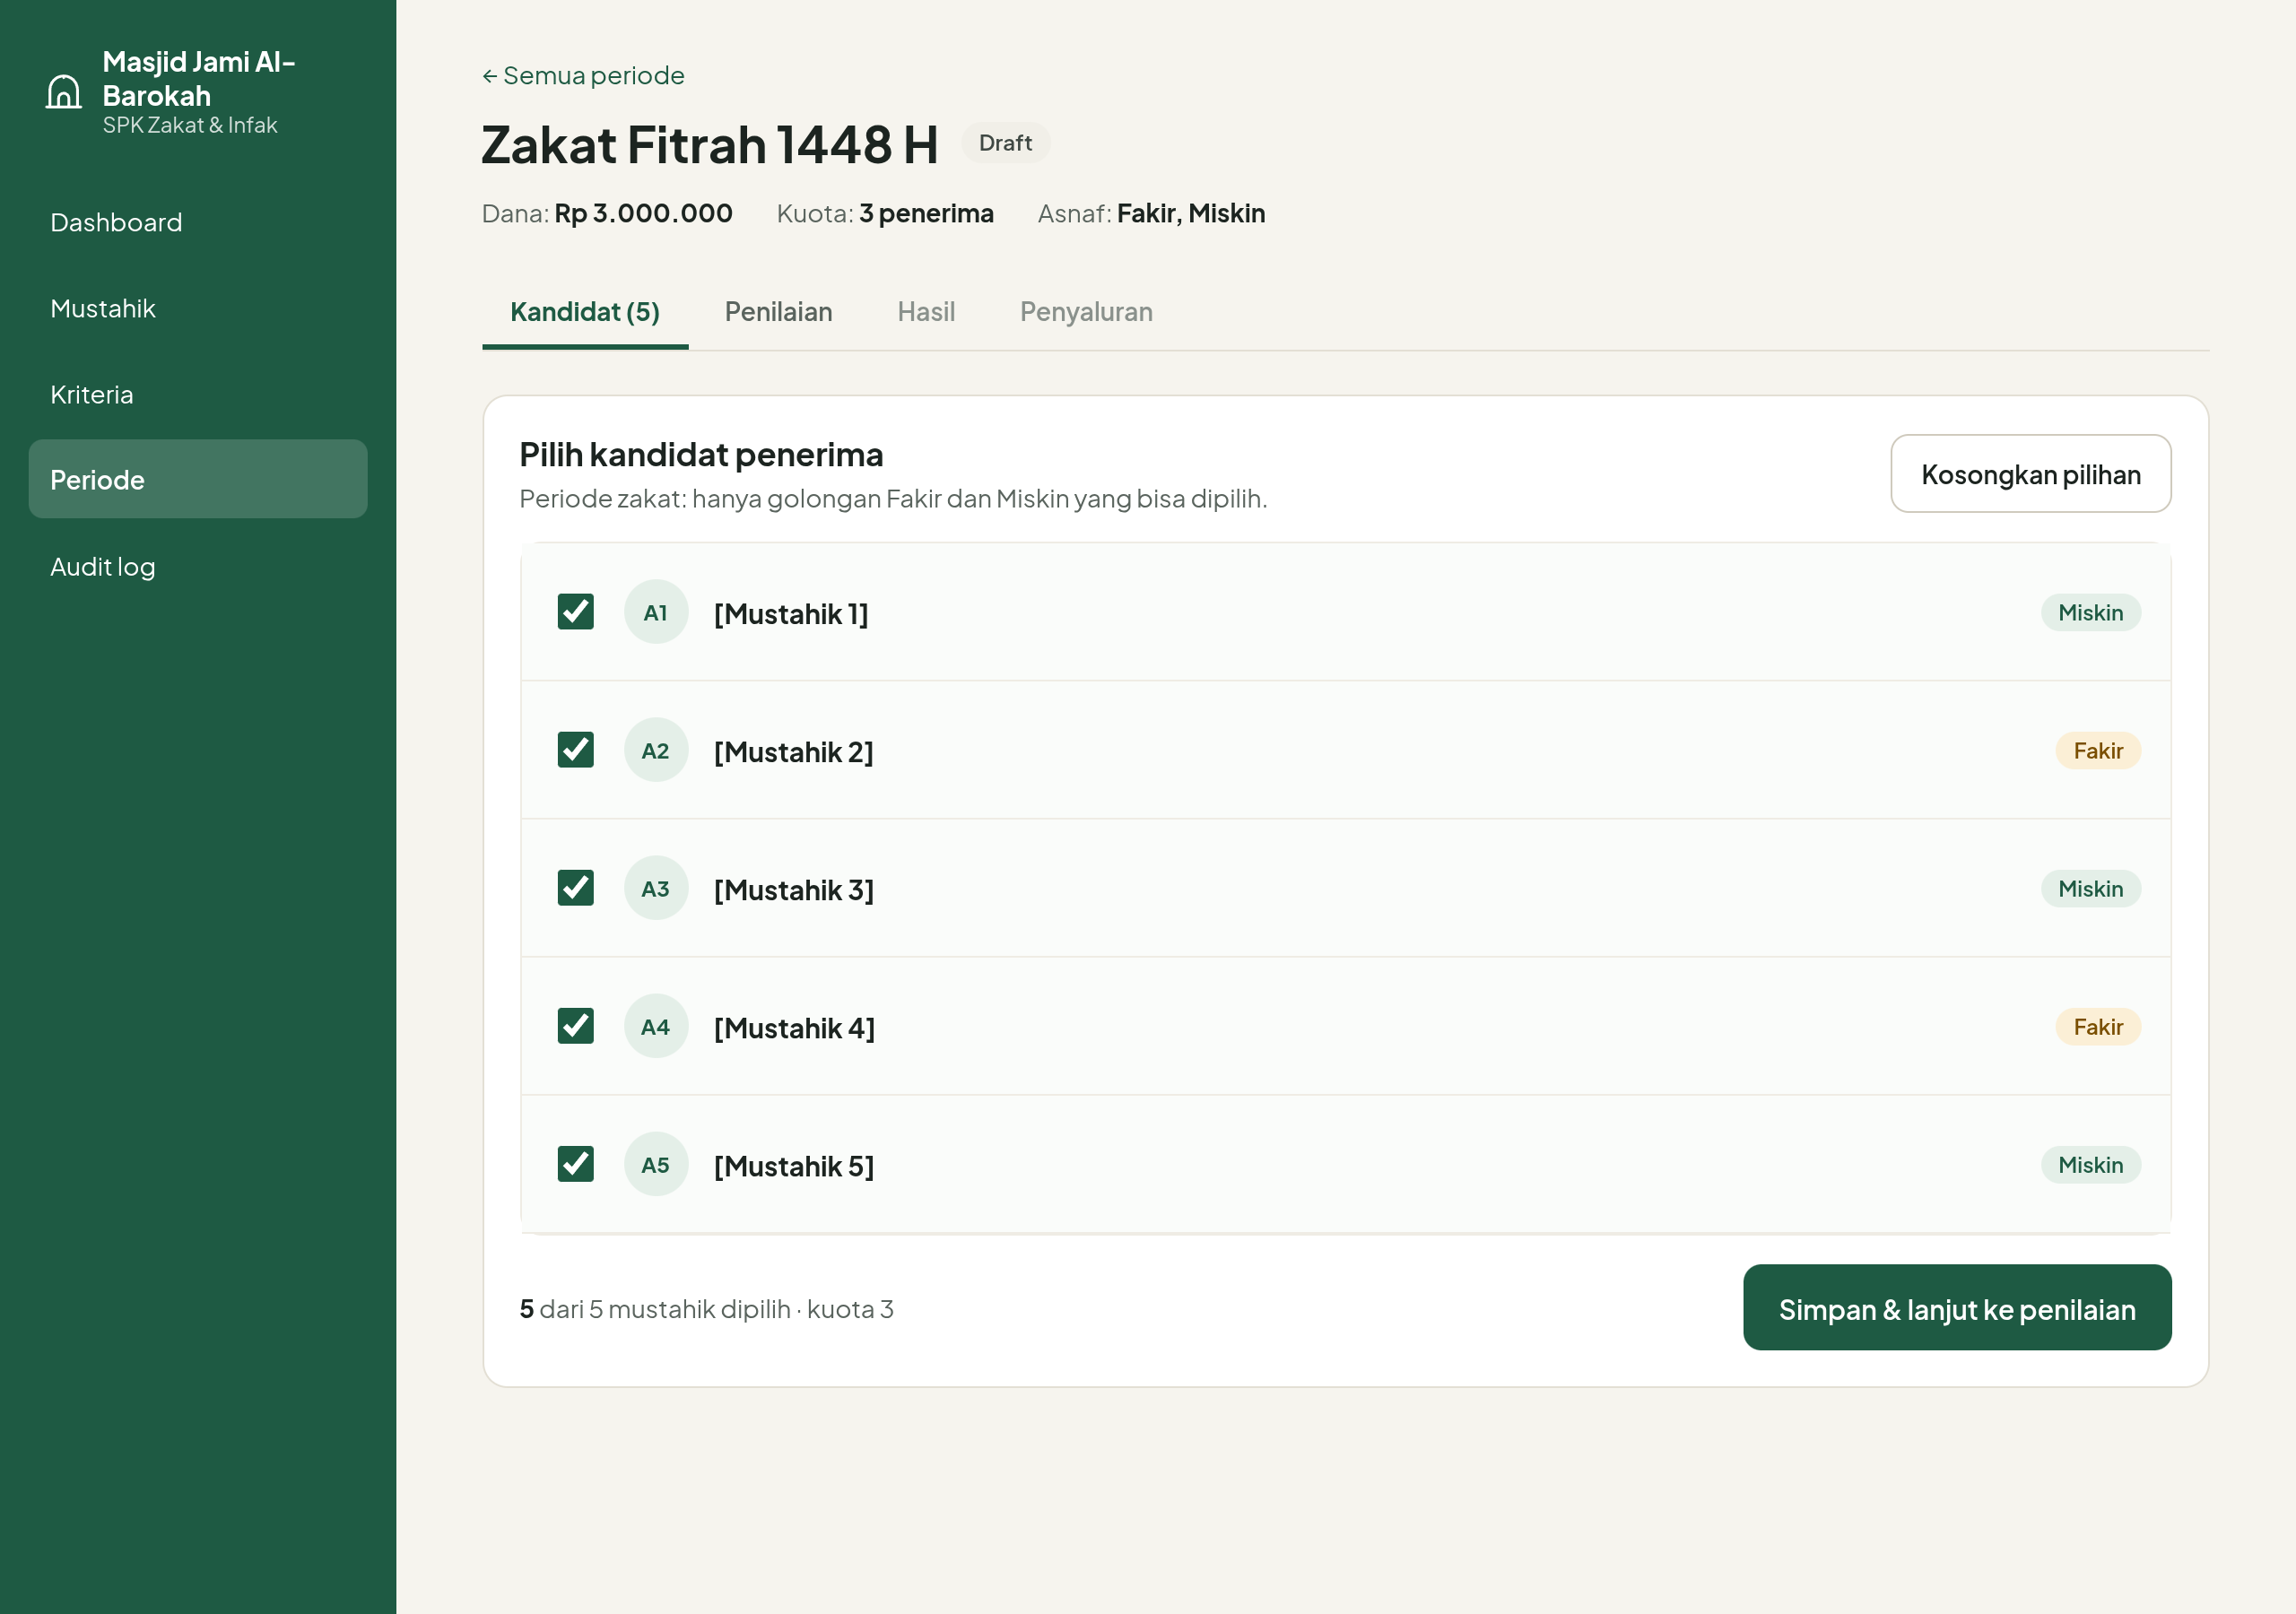 Masjid Jami Al-
Barokah
SPK Zakat & Infak
Dashboard
Mustahik
Kriteria
Periode
Audit log
← Semua periode
Zakat Fitrah 1448 H Draft
Dana: Rp 3.000.000 Kuota: 3 penerima Asnaf: Fakir, Miskin
Kandidat (5) Penilaian Hasil Penyaluran
Pilih kandidat penerima
Periode zakat: hanya golongan Fakir dan Miskin yang bisa dipilih.
Kosongkan pilihan
A1 [Mustahik 1] Miskin
A2 [Mustahik 2] Fakir
A3 [Mustahik 3] Miskin
A4 [Mustahik 4] Fakir
A5 [Mustahik 5] Miskin
5 dari 5 mustahik dipilih · kuota 3
Simpan & lanjut ke penilaian